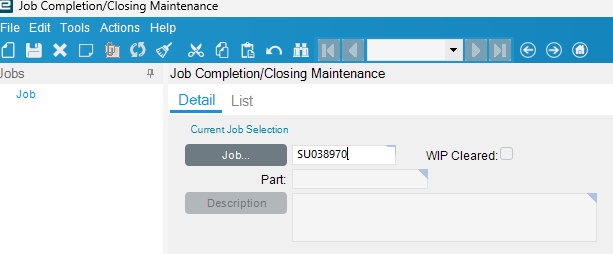 Job Completion/Closing Maintenance
File Edit Tools Actions Help
Jobs
Job
Job Completion/Closing Maintenance
Detail List
Current Job Selection
Job... SU038970 WIP Cleared:
Part:
Description